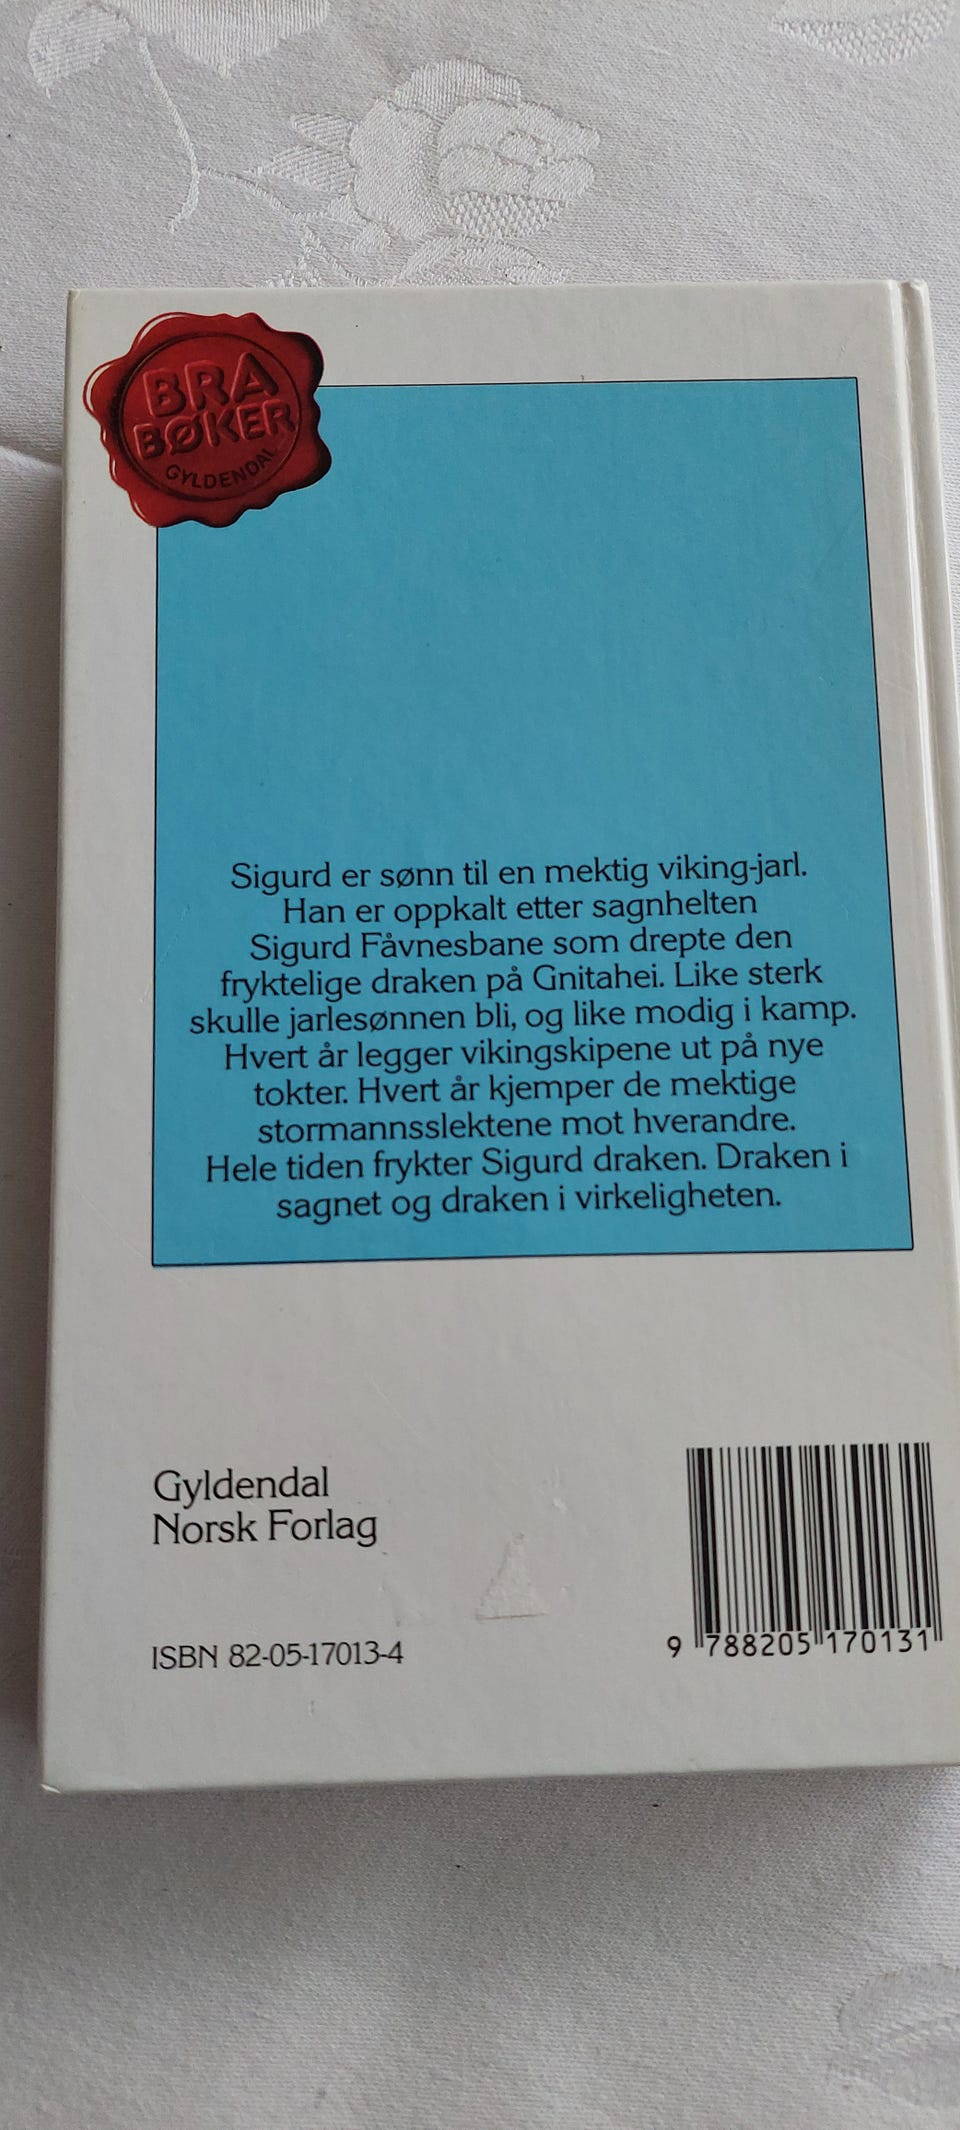 BRA
BØKER
GYLDENDAL
Sigurd er sønn til en mektig viking-jarl.
Han er oppkalt etter sagnhelten
Sigurd Fåvnesbane som drepte den
fryktelige draken på Gnitahei. Like sterk
skulle jarlesønnen bli, og like modig i kamp.
Hvert år legger vikingskipene ut på nye
tokter. Hvert år kjemper de mektige
stormannsslektene mot hverandre.
Hele tiden frykter Sigurd draken. Draken i
sagnet og draken i virkeligheten.
Gyldendal
Norsk Forlag
ISBN 82-05-17013-4
9 788205 170131